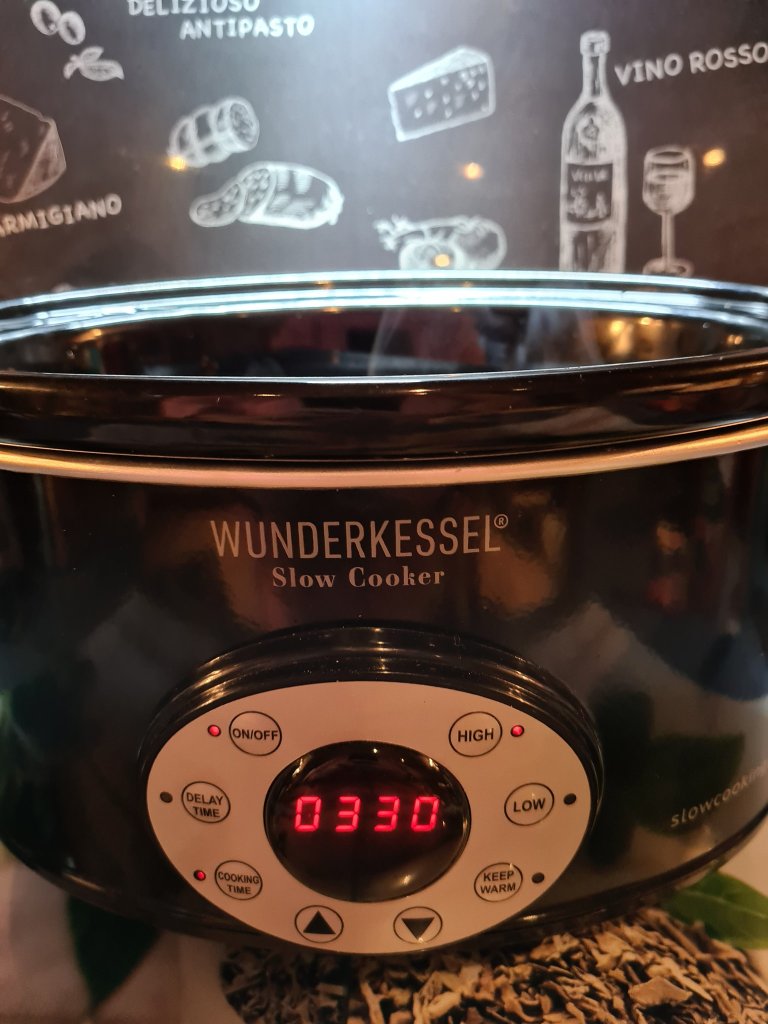 DELIZIOSO
ANTIPASTO
VINO ROSSO
ARMIGIANO
WUNDERKESSEL®
Slow Cooker
ON/OFF
HIGH
DELAY
TIME
0330
LOW
COOKING
TIME
KEEP
WARM
slowcooking